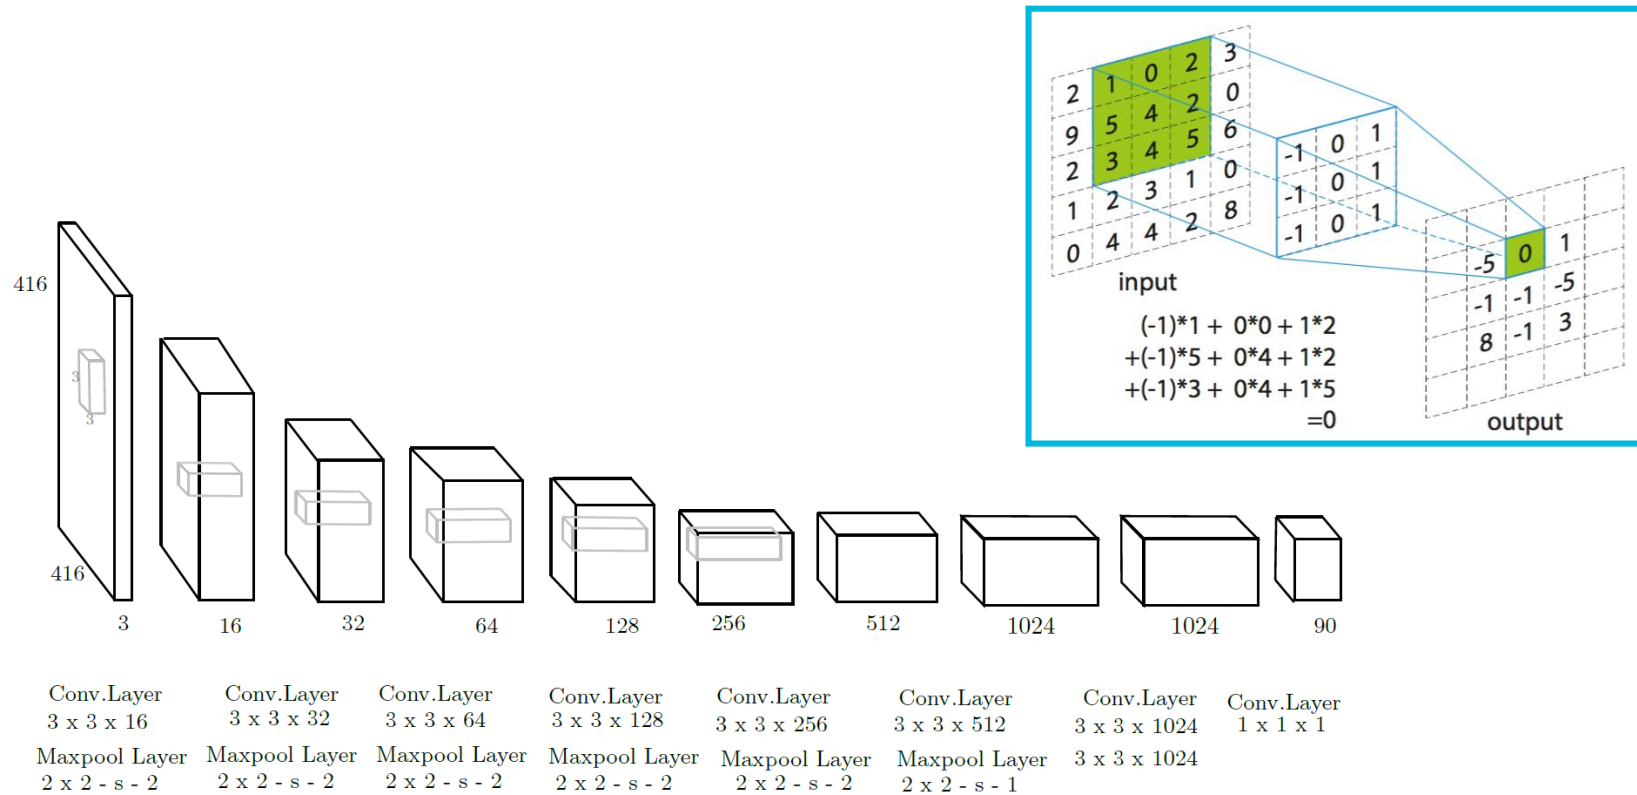 2 1 0 2 3
9 5 4 2 0
2 3 4 5 6
1 2 3 1 0
0 4 4 2 8
input
-1 0 1
-1 0 1
-1 0 1
-5 0 1
-1 -1 -5
8 -1 3
output
(-1)*1 + 0*0 + 1*2
+(-1)*5 + 0*4 + 1*2
+(-1)*3 + 0*4 + 1*5
=0
416
3
3
416
3 16 32 64 128 256 512 1024 1024 90
Conv.Layer
3 x 3 x 16
Maxpool Layer
2 x 2 - s - 2
Conv.Layer
3 x 3 x 32
Maxpool Layer
2 x 2 - s - 2
Conv.Layer
3 x 3 x 64
Maxpool Layer
2 x 2 - s - 2
Conv.Layer
3 x 3 x 128
Maxpool Layer
2 x 2 - s - 2
Conv.Layer
3 x 3 x 256
Maxpool Layer
2 x 2 - s - 2
Conv.Layer
3 x 3 x 512
Maxpool Layer
2 x 2 - s - 1
Conv.Layer
3 x 3 x 1024
3 x 3 x 1024
Conv.Layer
1 x 1 x 1